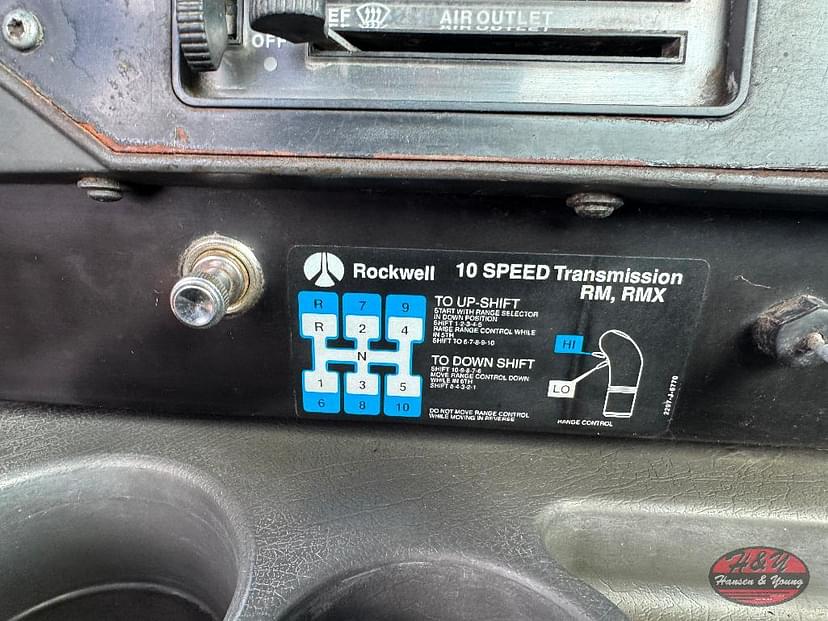 EF AIR OUTLET
OFF AIR OUTLET
Rockwell 10 SPEED Transmission
RM, RMX
R 7 9
R 2 4
N
1 3 5
6 8 10
TO UP-SHIFT
START WITH RANGE SELECTOR
IN DOWN POSITION
SHIFT 1-2-3-4-5
RAISE RANGE CONTROL WHILE
IN 5TH
SHIFT TO 6-7-8-9-10
TO DOWN SHIFT
SHIFT 10-9-8-7-6
MOVE RANGE CONTROL DOWN
WHILE IN 6TH
SHIFT 5-4-3-2-1
DO NOT MOVE RANGE CONTROL
WHILE MOVING IN REVERSE
HI
LO
RANGE CONTROL
2297-J-6770
H&Y
Hansen & Young